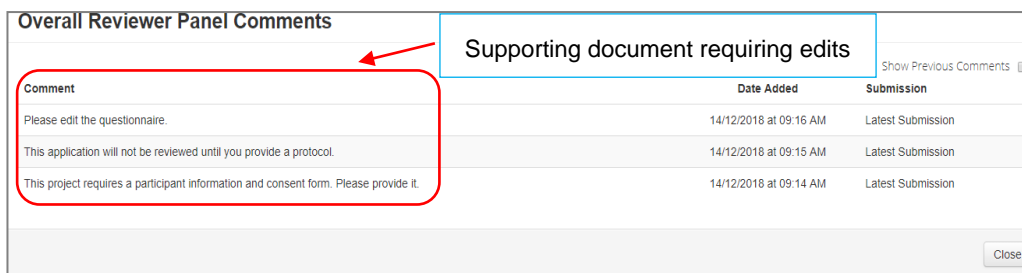 Overall Reviewer Panel Comments
Supporting document requiring edits
Show Previous Comments
Comment Date Added Submission
Please edit the questionnaire. 14/12/2018 at 09:16 AM Latest Submission
This application will not be reviewed until you provide a protocol. 14/12/2018 at 09:15 AM Latest Submission
This project requires a participant information and consent form. Please provide it. 14/12/2018 at 09:14 AM Latest Submission
Close